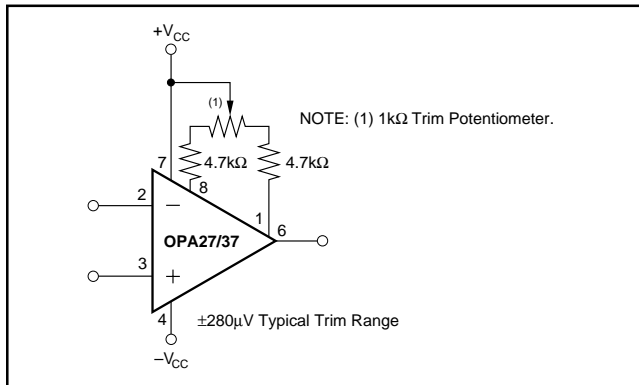 +V_CC
(1)
NOTE: (1) 1kΩ Trim Potentiometer.
4.7kΩ 4.7kΩ
7
8
2
−
1
6
OPA27/37
3
+
4
±280µV Typical Trim Range
−V_CC